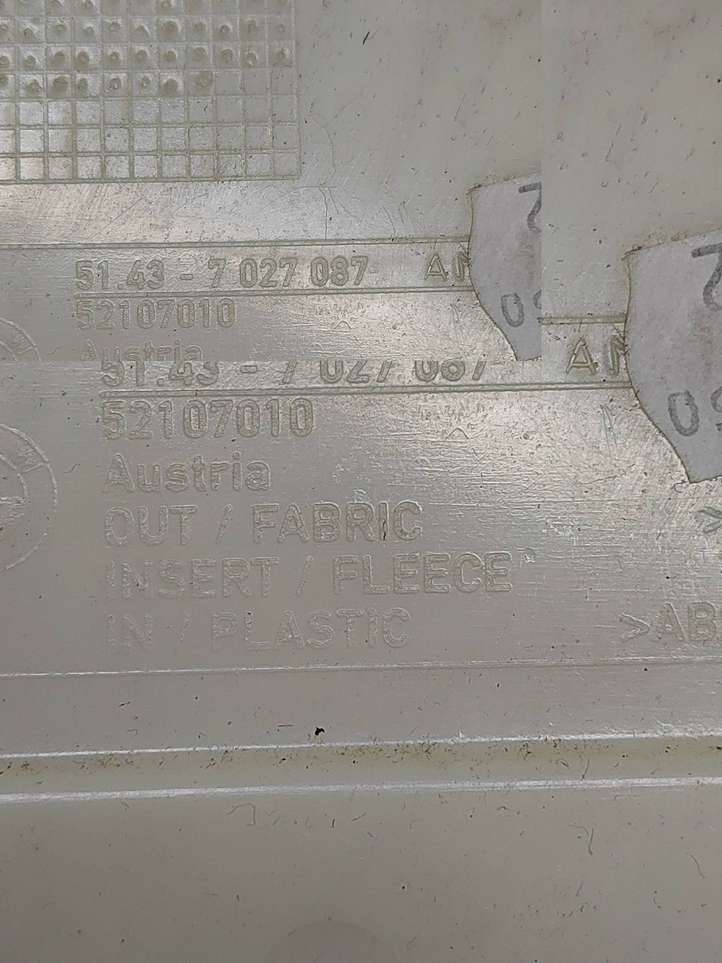 51.43 - 7 027 087
52107010
Austria
51.43 - 7 027 087
52107010
Austria
OUT / FABRIC
INSERT / FLEECE
IN / PLASTIC